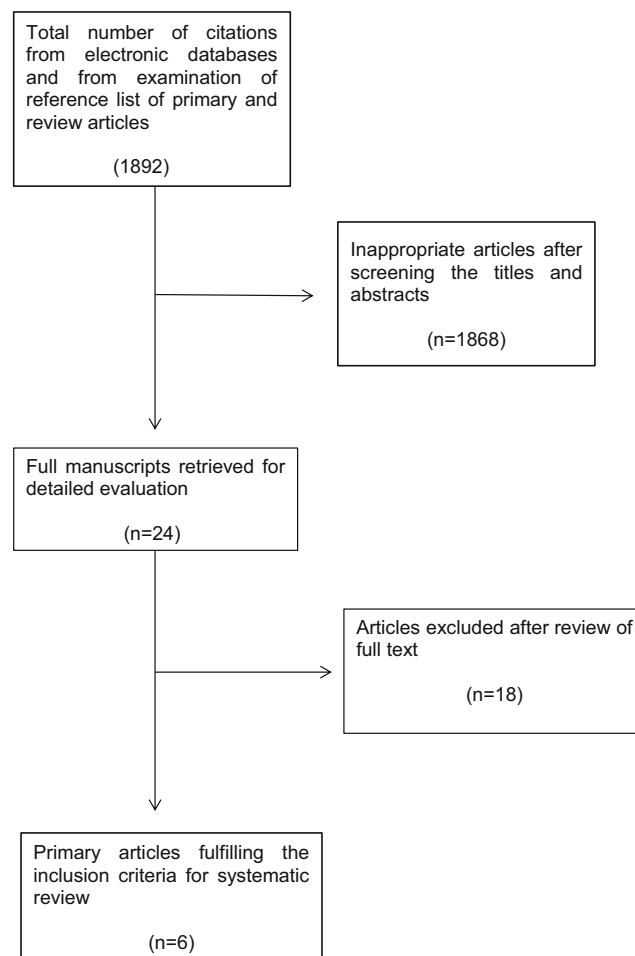 Total number of citations
from electronic databases
and from examination of
reference list of primary and
review articles
(1892)
Inappropriate articles after
screening the titles and
abstracts
(n=1868)
Full manuscripts retrieved for
detailed evaluation
(n=24)
Articles excluded after review of
full text
(n=18)
Primary articles fulfilling the
inclusion criteria for systematic
review
(n=6)